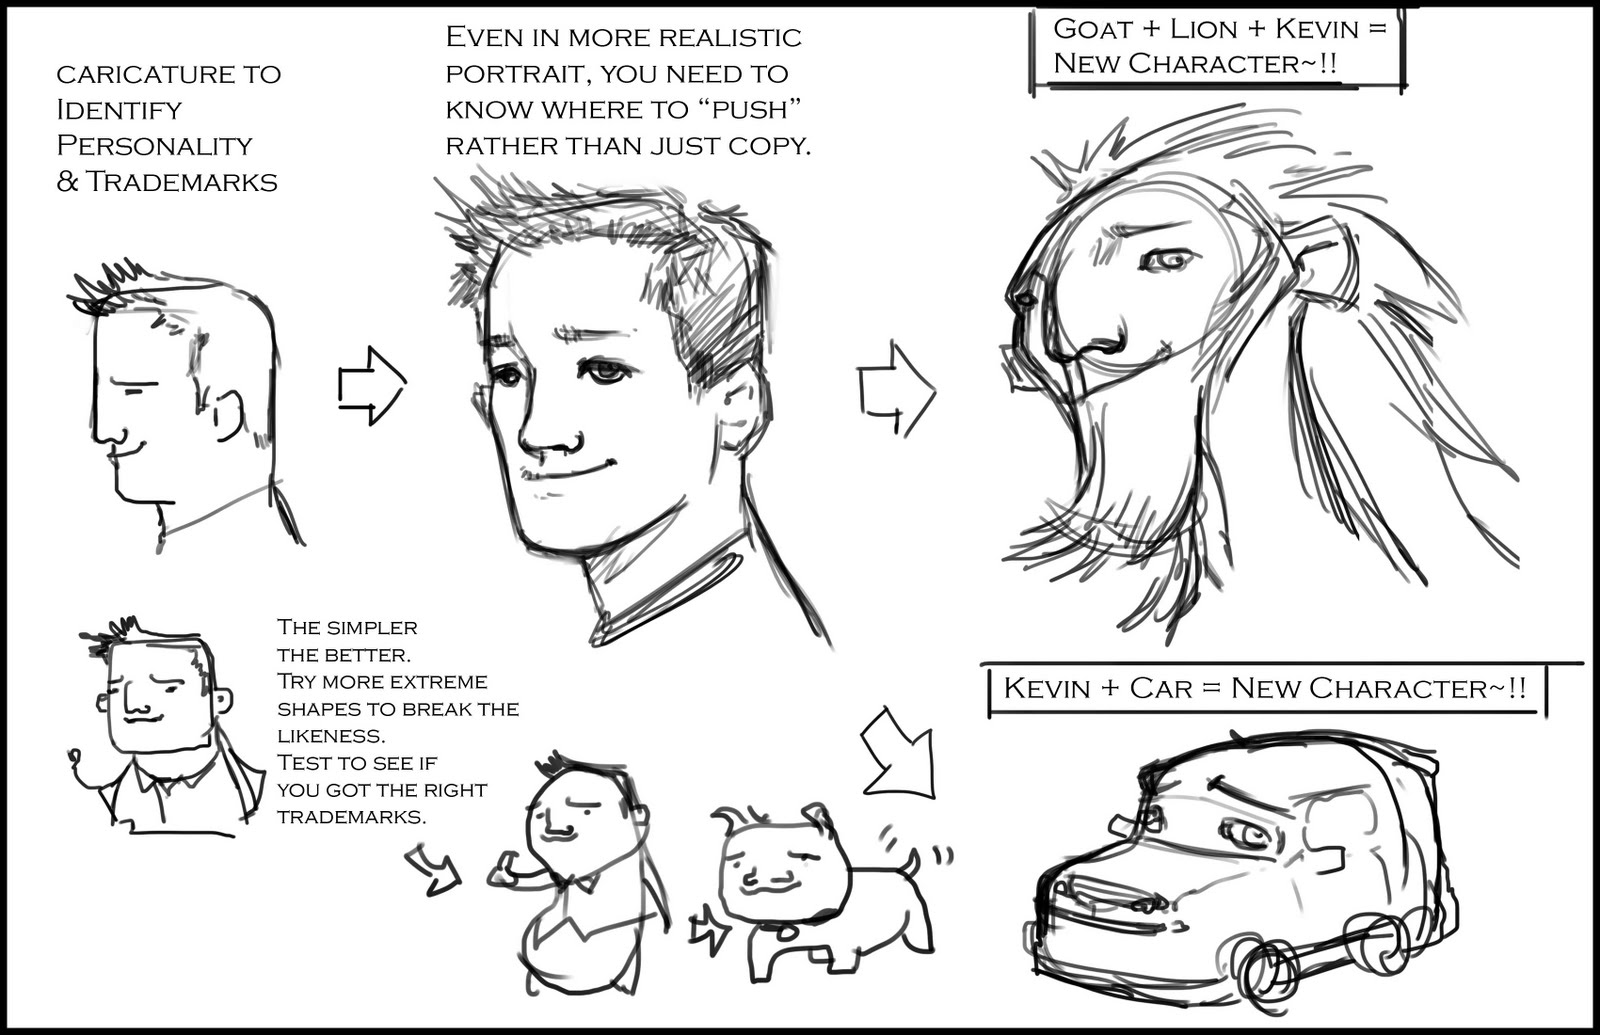 CARICATURE TO
IDENTIFY
PERSONALITY
& TRADEMARKS
EVEN IN MORE REALISTIC
PORTRAIT, YOU NEED TO
KNOW WHERE TO “PUSH”
RATHER THAN JUST COPY.
GOAT + LION + KEVIN =
NEW CHARACTER~!!
THE SIMPLER
THE BETTER.
TRY MORE EXTREME
SHAPES TO BREAK THE
LIKENESS.
TEST TO SEE IF
YOU GOT THE RIGHT
TRADEMARKS.
KEVIN + CAR = NEW CHARACTER~!!